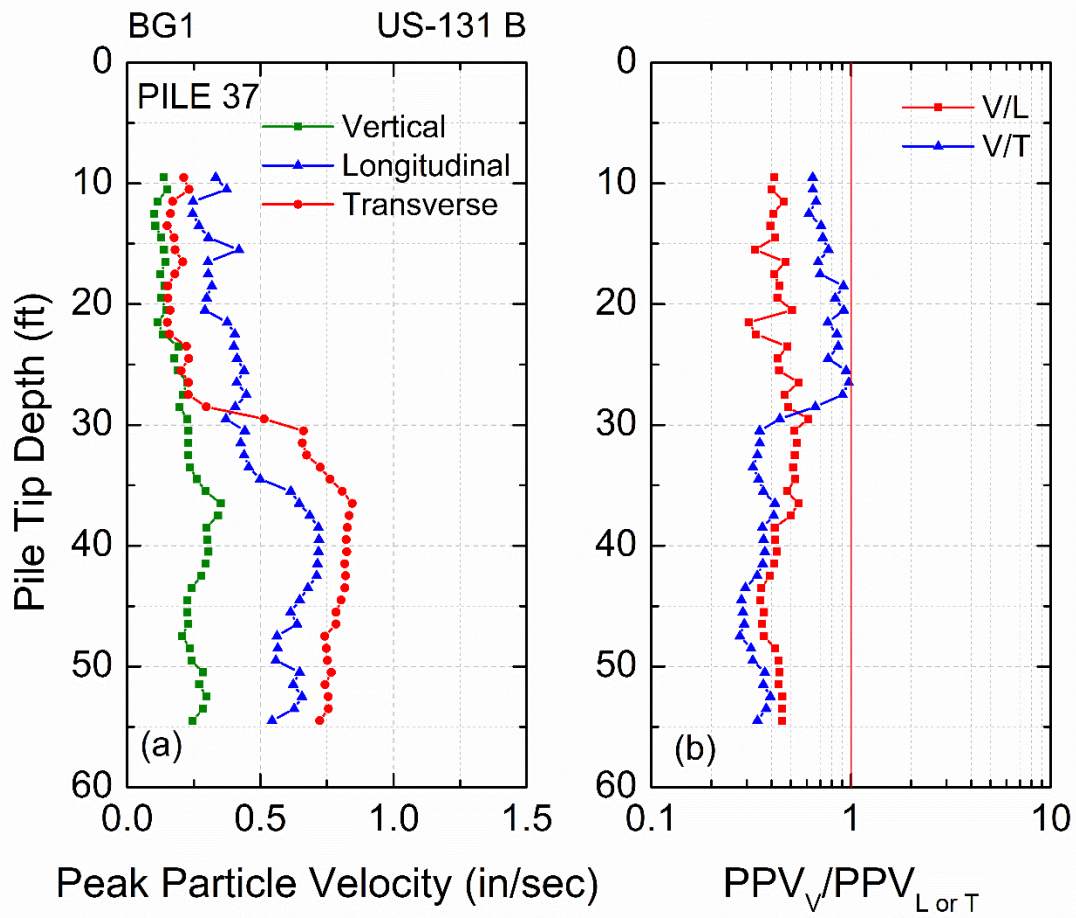 BG1 US-131 B
PILE 37
Vertical
Longitudinal
Transverse
0
10
20
30
40
50
60
Pile Tip Depth (ft)
(a)
0.0 0.5 1.0 1.5
Peak Particle Velocity (in/sec)
V/L
V/T
0
10
20
30
40
50
60
(b)
0.1 1 10
PPVV/PPVL or T